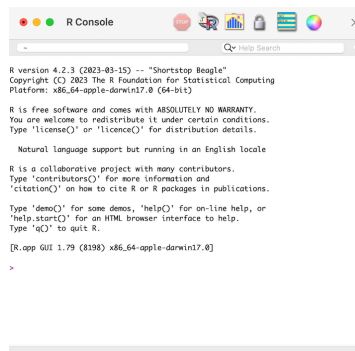 R Console
STOP
~
Q Help Search
R version 4.2.3 (2023-03-15) -- "Shortstop Beagle"
Copyright (C) 2023 The R Foundation for Statistical Computing
Platform: x86_64-apple-darwin17.0 (64-bit)
R is free software and comes with ABSOLUTELY NO WARRANTY.
You are welcome to redistribute it under certain conditions.
Type 'license()' or 'licence()' for distribution details.
Natural language support but running in an English locale
R is a collaborative project with many contributors.
Type 'contributors()' for more information and
'citation()' on how to cite R or R packages in publications.
Type 'demo()' for some demos, 'help()' for on-line help, or
'help.start()' for an HTML browser interface to help.
Type 'q()' to quit R.
[R.app GUI 1.79 (8198) x86_64-apple-darwin17.0]
>